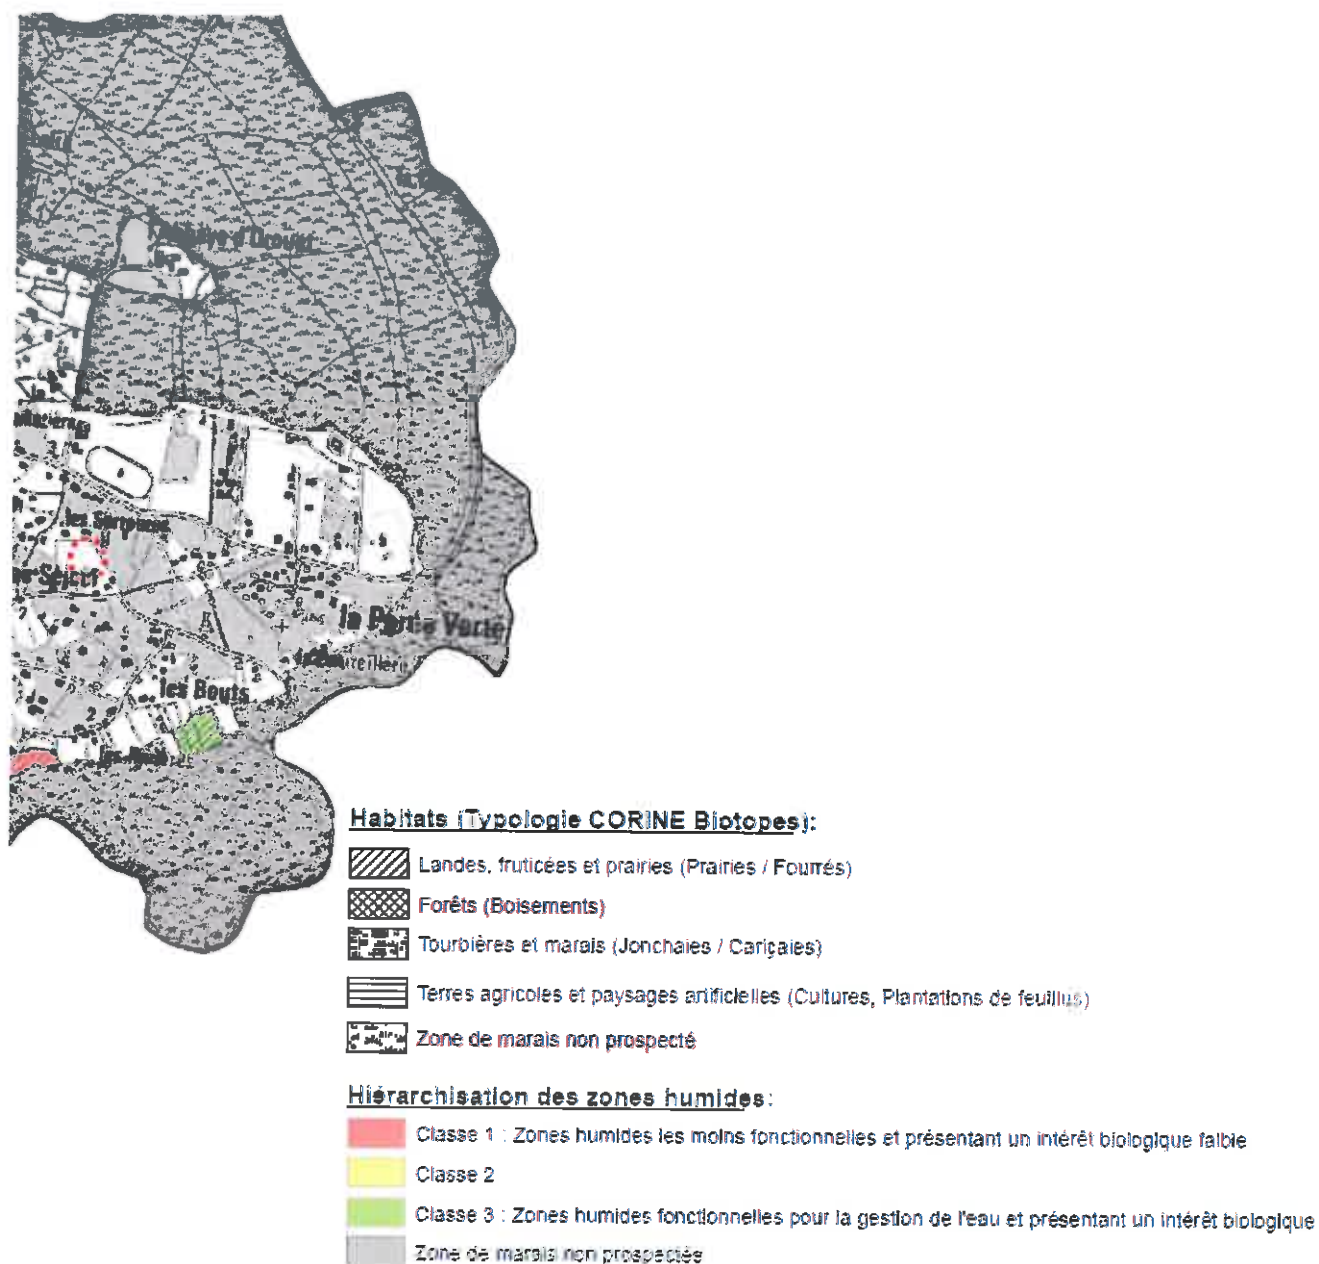 les Bouts
la Porte Verte
Habitats (Typologie CORINE Biotopes):
Landes, fruticées et prairies (Prairies / Fourrés)
Forêts (Boisements)
Tourbières et marais (Jonchaies / Cariçaies)
Terres agricoles et paysages artificielles (Cultures, Plantations de feuillus)
Zone de marais non prospecté
Hiérarchisation des zones humides:
Classe 1 : Zones humides les moins fonctionnelles et présentant un intérêt biologique faible
Classe 2
Classe 3 : Zones humides fonctionnelles pour la gestion de l'eau et présentant un intérêt biologique
Zone de marais non prospectée